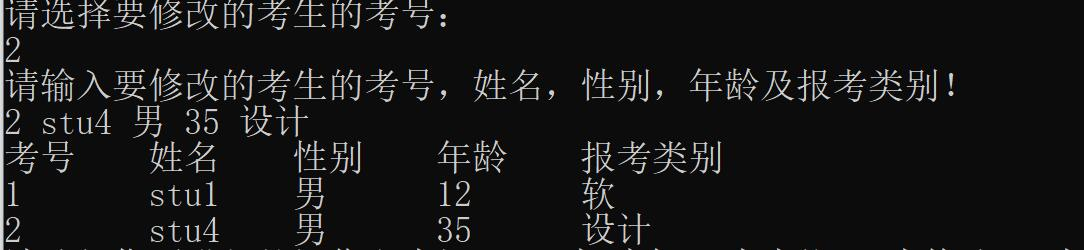 请选择要修改的考生的考号：
2
请输入要修改的考生的考号，姓名，性别，年龄及报考类别！
2 stu4 男 35 设计
考号 姓名 性别 年龄 报考类别
1 stu1 男 12 软
2 stu4 男 35 设计